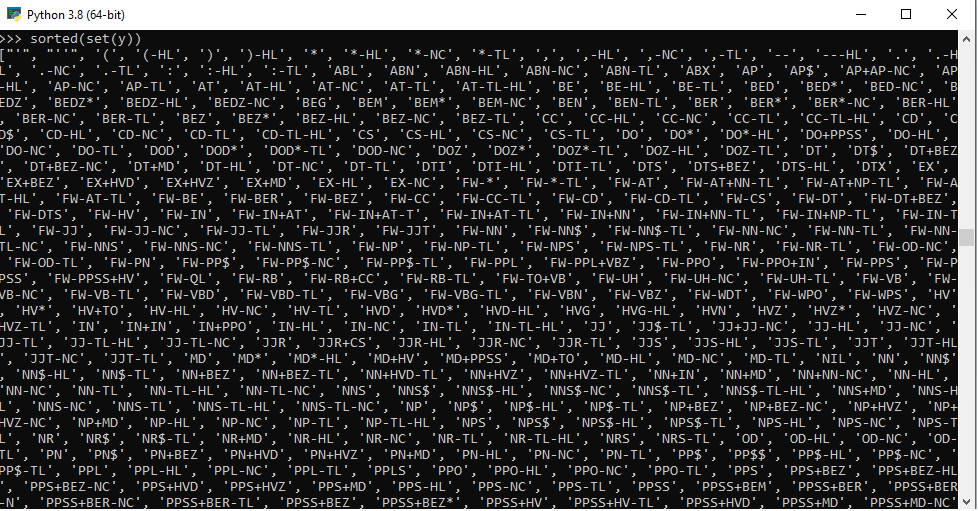 Python 3.8 (64-bit)
>>> sorted(set(y))
["'", "''", '(', '(-HL', ')', ')-HL', '*', '*-HL', '*-NC', '*-TL', ',', ',-HL', ',-NC', ',-TL', '--', '---HL', '.', '.-H
L', '.-NC', '.-TL', ':', ':-HL', ':-TL', 'ABL', 'ABN', 'ABN-HL', 'ABN-NC', 'ABN-TL', 'ABX', 'AP', 'AP$', 'AP+AP-NC', 'AP
-HL', 'AP-NC', 'AP-TL', 'AT', 'AT-HL', 'AT-NC', 'AT-TL', 'AT-TL-HL', 'BE', 'BE-HL', 'BE-TL', 'BED', 'BED*', 'BED-NC', 'B
EDZ', 'BEDZ*', 'BEDZ-HL', 'BEDZ-NC', 'BEG', 'BEM', 'BEM*', 'BEM-NC', 'BEN', 'BEN-TL', 'BER', 'BER*', 'BER*-NC', 'BER-HL'
, 'BER-NC', 'BER-TL', 'BEZ', 'BEZ*', 'BEZ-HL', 'BEZ-NC', 'BEZ-TL', 'CC', 'CC-HL', 'CC-NC', 'CC-TL', 'CC-TL-HL', 'CD', 'C
D$', 'CD-HL', 'CD-NC', 'CD-TL', 'CD-TL-HL', 'CS', 'CS-HL', 'CS-NC', 'CS-TL', 'DO', 'DO*', 'DO*-HL', 'DO+PPSS', 'DO-HL',
'DO-NC', 'DO-TL', 'DOD', 'DOD*', 'DOD*-TL', 'DOD-NC', 'DOZ', 'DOZ*', 'DOZ*-TL', 'DOZ-HL', 'DOZ-TL', 'DT', 'DT$', 'DT+BEZ
', 'DT+BEZ-NC', 'DT+MD', 'DT-HL', 'DT-NC', 'DT-TL', 'DTI', 'DTI-HL', 'DTI-TL', 'DTS', 'DTS+BEZ', 'DTS-HL', 'DTX', 'EX',
'EX+BEZ', 'EX+HVD', 'EX+HVZ', 'EX+MD', 'EX-HL', 'EX-NC', 'FW-*', 'FW-*-TL', 'FW-AT', 'FW-AT+NN-TL', 'FW-AT+NP-TL', 'FW-A
T-HL', 'FW-AT-TL', 'FW-BE', 'FW-BER', 'FW-BEZ', 'FW-CC', 'FW-CC-TL', 'FW-CD', 'FW-CD-TL', 'FW-CS', 'FW-DT', 'FW-DT+BEZ',
'FW-DTS', 'FW-HV', 'FW-IN', 'FW-IN+AT', 'FW-IN+AT-T', 'FW-IN+AT-TL', 'FW-IN+NN', 'FW-IN+NN-TL', 'FW-IN+NP-TL', 'FW-IN-T
L', 'FW-JJ', 'FW-JJ-NC', 'FW-JJ-TL', 'FW-JJR', 'FW-JJT', 'FW-NN', 'FW-NN$', 'FW-NN$-TL', 'FW-NN-NC', 'FW-NN-TL', 'FW-NN-
TL-NC', 'FW-NNS', 'FW-NNS-NC', 'FW-NNS-TL', 'FW-NP', 'FW-NP-TL', 'FW-NPS', 'FW-NPS-TL', 'FW-NR', 'FW-NR-TL', 'FW-OD-NC',
'FW-OD-TL', 'FW-PN', 'FW-PP$', 'FW-PP$-NC', 'FW-PP$-TL', 'FW-PPL', 'FW-PPL+VBZ', 'FW-PPO', 'FW-PPO+IN', 'FW-PPS', 'FW-P
PSS', 'FW-PPSS+HV', 'FW-QL', 'FW-RB', 'FW-RB+CC', 'FW-RB-TL', 'FW-TO+VB', 'FW-UH', 'FW-UH-NC', 'FW-UH-TL', 'FW-VB', 'FW-
VB-NC', 'FW-VB-TL', 'FW-VBD', 'FW-VBD-TL', 'FW-VBG', 'FW-VBG-TL', 'FW-VBN', 'FW-VBZ', 'FW-WDT', 'FW-WPO', 'FW-WPS', 'HV'
, 'HV*', 'HV+TO', 'HV-HL', 'HV-NC', 'HV-TL', 'HVD', 'HVD*', 'HVD-HL', 'HVG', 'HVG-HL', 'HVN', 'HVZ', 'HVZ*', 'HVZ-NC', '
HVZ-TL', 'IN', 'IN+IN', 'IN+PPO', 'IN-HL', 'IN-NC', 'IN-TL', 'IN-TL-HL', 'JJ', 'JJ$-TL', 'JJ+JJ-NC', 'JJ-HL', 'JJ-NC', '
JJ-TL', 'JJ-TL-HL', 'JJ-TL-NC', 'JJR', 'JJR+CS', 'JJR-HL', 'JJR-NC', 'JJR-TL', 'JJS', 'JJS-HL', 'JJS-TL', 'JJT', 'JJT-HL
', 'JJT-NC', 'JJT-TL', 'MD', 'MD*', 'MD*-HL', 'MD+HV', 'MD+PPSS', 'MD+TO', 'MD-HL', 'MD-NC', 'MD-TL', 'NIL', 'NN', 'NN$'
, 'NN$-HL', 'NN$-TL', 'NN+BEZ', 'NN+BEZ-TL', 'NN+HVD-TL', 'NN+HVZ', 'NN+HVZ-TL', 'NN+IN', 'NN+MD', 'NN+NN-NC', 'NN-HL',
'NN-NC', 'NN-TL', 'NN-TL-HL', 'NN-TL-NC', 'NNS', 'NNS$', 'NNS$-HL', 'NNS$-NC', 'NNS$-TL', 'NNS$-TL-HL', 'NNS+MD', 'NNS-H
L', 'NNS-NC', 'NNS-TL', 'NNS-TL-HL', 'NNS-TL-NC', 'NP', 'NP$', 'NP$-HL', 'NP$-TL', 'NP+BEZ', 'NP+BEZ-NC', 'NP+HVZ', 'NP+
HVZ-NC', 'NP+MD', 'NP-HL', 'NP-NC', 'NP-TL', 'NP-TL-HL', 'NPS', 'NPS$', 'NPS$-HL', 'NPS$-TL', 'NPS-HL', 'NPS-NC', 'NPS-T
L', 'NR', 'NR$', 'NR$-TL', 'NR+MD', 'NR-HL', 'NR-NC', 'NR-TL', 'NR-TL-HL', 'NRS', 'NRS-TL', 'OD', 'OD-HL', 'OD-NC', 'OD-
TL', 'PN', 'PN$', 'PN+BEZ', 'PN+HVD', 'PN+HVZ', 'PN+MD', 'PN-HL', 'PN-NC', 'PN-TL', 'PP$', 'PP$$', 'PP$-HL', 'PP$-NC', '
PP$-TL', 'PPL', 'PPL-HL', 'PPL-NC', 'PPL-TL', 'PPLS', 'PPO', 'PPO-HL', 'PPO-NC', 'PPO-TL', 'PPS', 'PPS+BEZ', 'PPS+BEZ-HL
', 'PPS+BEZ-NC', 'PPS+HVD', 'PPS+HVZ', 'PPS+MD', 'PPS-HL', 'PPS-NC', 'PPS-TL', 'PPSS', 'PPSS+BEM', 'PPSS+BER', 'PPSS+BER
-N', 'PPSS+BER-NC', 'PPSS+BER-TL', 'PPSS+BEZ', 'PPSS+BEZ*', 'PPSS+HV', 'PPSS+HV-TL', 'PPSS+HVD', 'PPSS+MD', 'PPSS+MD-NC'